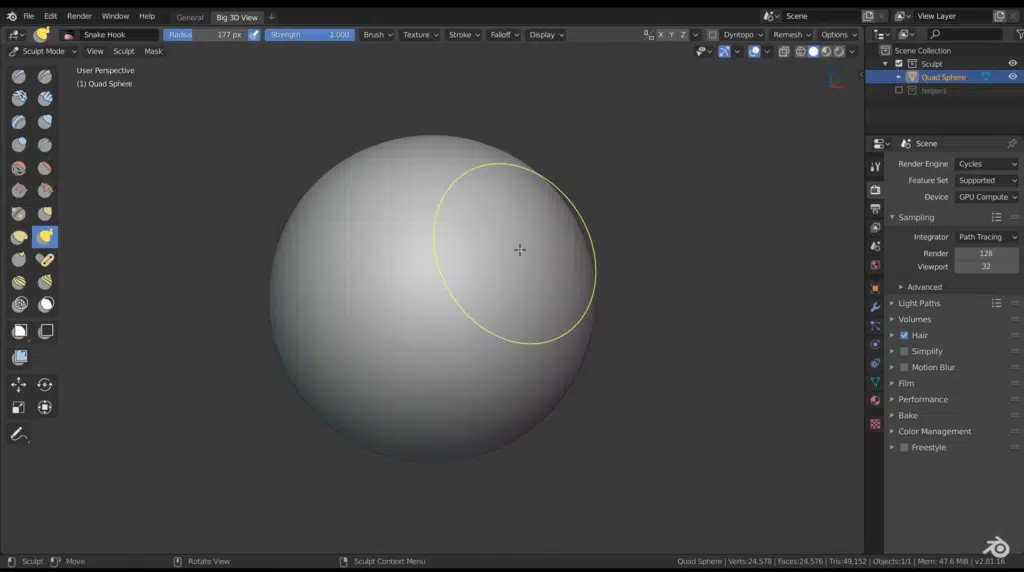 File Edit Render Window Help General Big 3D View + Scene View Layer
Snake Hook Radius 177 px Strength 1.000 Brush Texture Stroke Falloff Display X Y Z Dyntopo Remesh Options
Sculpt Mode View Sculpt Mask
User Perspective
(1) Quad Sphere
Scene Collection
Sculpt
Quad Sphere
helpers
Scene
Render Engine Cycles
Feature Set Supported
Device GPU Compute
Sampling
Integrator Path Tracing
Render 128
Viewport 32
Advanced
Light Paths
Volumes
Hair
Simplify
Motion Blur
Film
Performance
Bake
Color Management
Freestyle
Sculpt Move Rotate View Sculpt Context Menu Quad Sphere | Verts:24,578 | Faces:24,576 | Tris:49,152 | Objects:1/1 | Mem: 47.6 MiB | v2.81.16